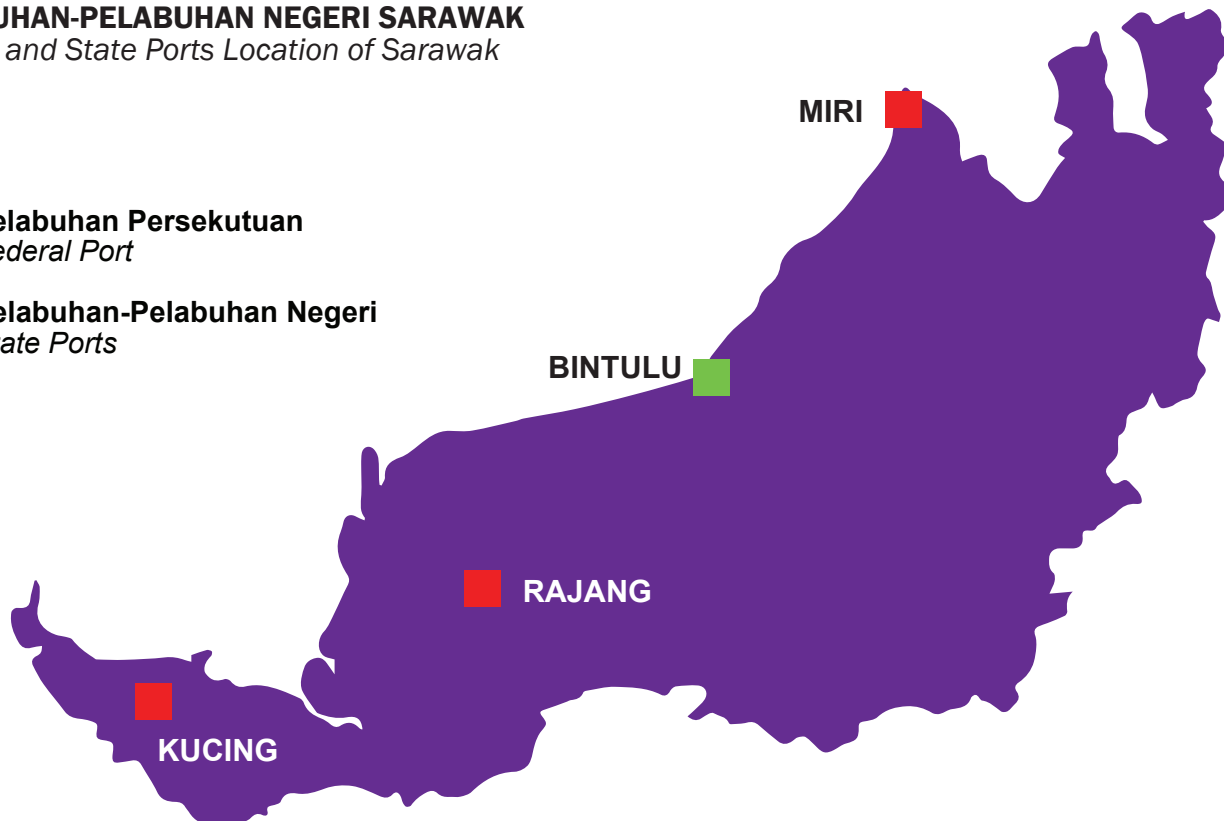 UHAN-PELABUHAN NEGERI SARAWAK
and State Ports Location of Sarawak
MIRI
elabuhan Persekutuan
ederal Port
elabuhan-Pelabuhan Negeri
ate Ports
BINTULU
RAJANG
KUCING